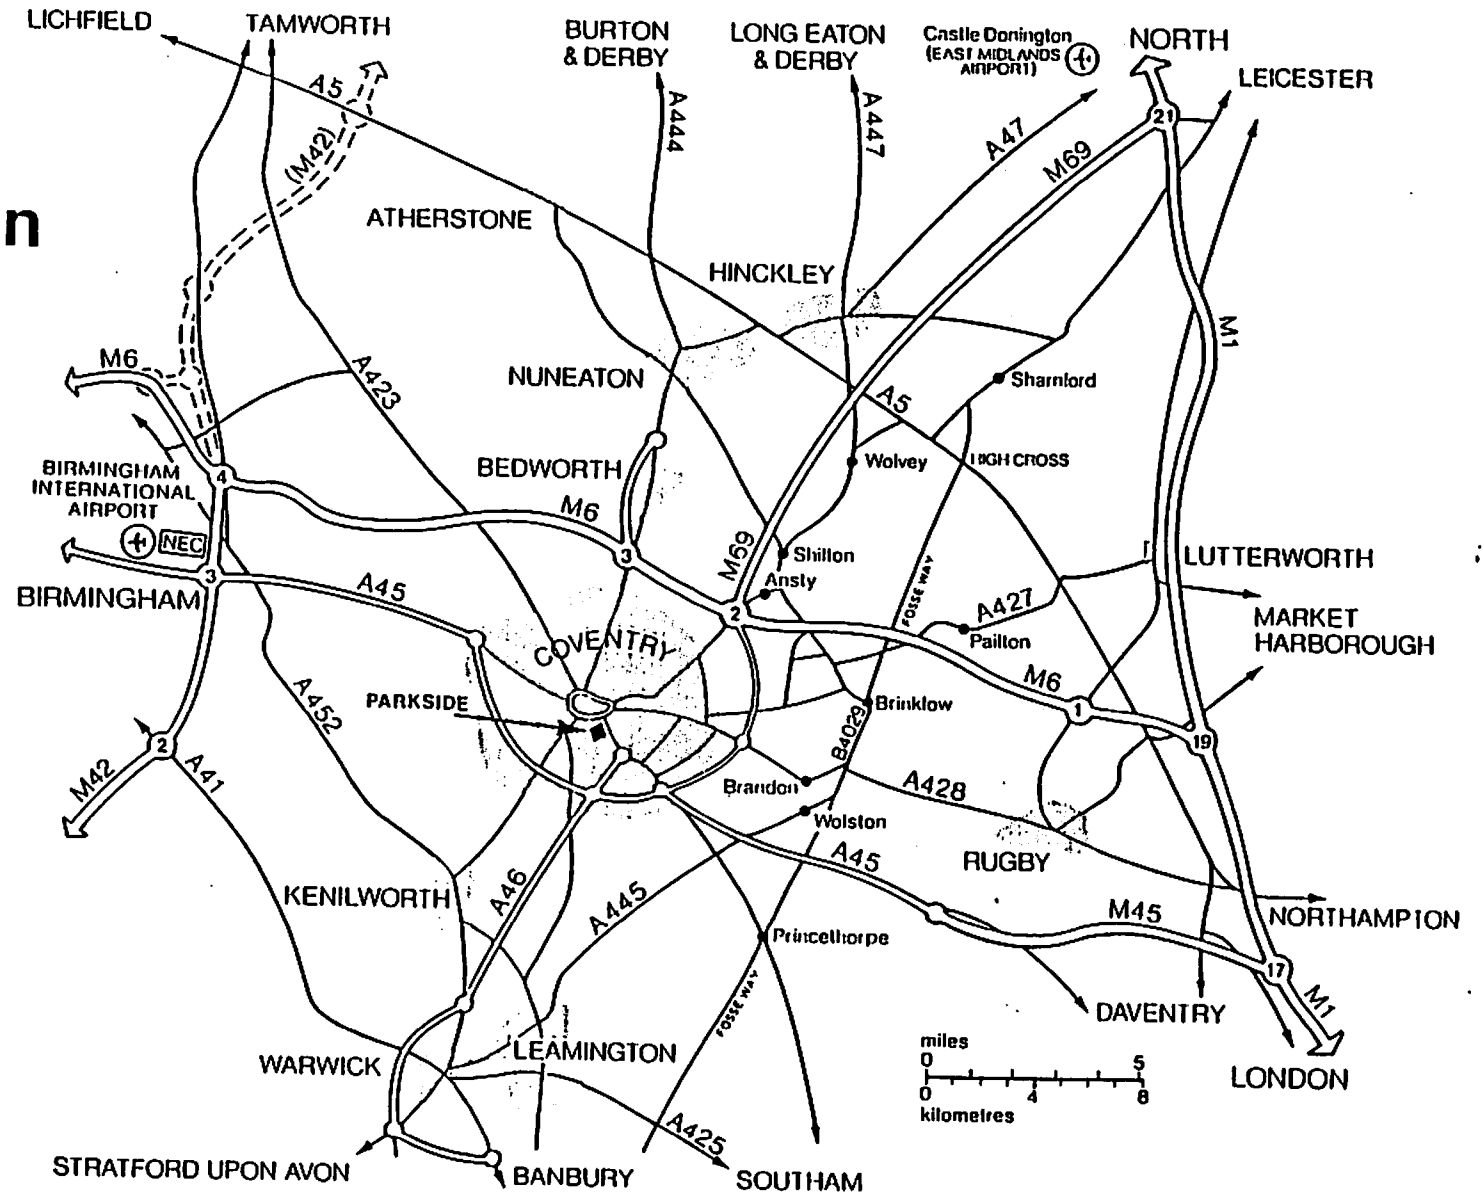 LICHFIELD
TAMWORTH
BURTON
& DERBY
LONG EATON
& DERBY
Castle Donington
(EAST MIDLANDS
AIRPORT)
NORTH
LEICESTER
A5
(M42)
A444
A447
A47
M69
21
n
ATHERSTONE
HINCKLEY
M1
M6
A423
NUNEATON
A5
Sharnford
BEDWORTH
Wolvey
HIGH CROSS
BIRMINGHAM
INTERNATIONAL
AIRPORT
NEC
4
M6
3
M69
Shilton
Ansty
FOSSE WAY
LUTTERWORTH
BIRMINGHAM
3
A45
2
A427
Pailton
MARKET
HARBOROUGH
COVENTRY
PARKSIDE
M6
1
Brinklow
19
A452
B4029
2
M42
A41
Brandon
A428
Wolston
A45
RUGBY
KENILWORTH
A46
A445
M45
NORTHAMPTON
Princethorpe
17
FOSSE WAY
M1
DAVENTRY
WARWICK
LEAMINGTON
miles
0 5
0 4 8
kilometres
LONDON
A425
STRATFORD UPON AVON
BANBURY
SOUTHAM